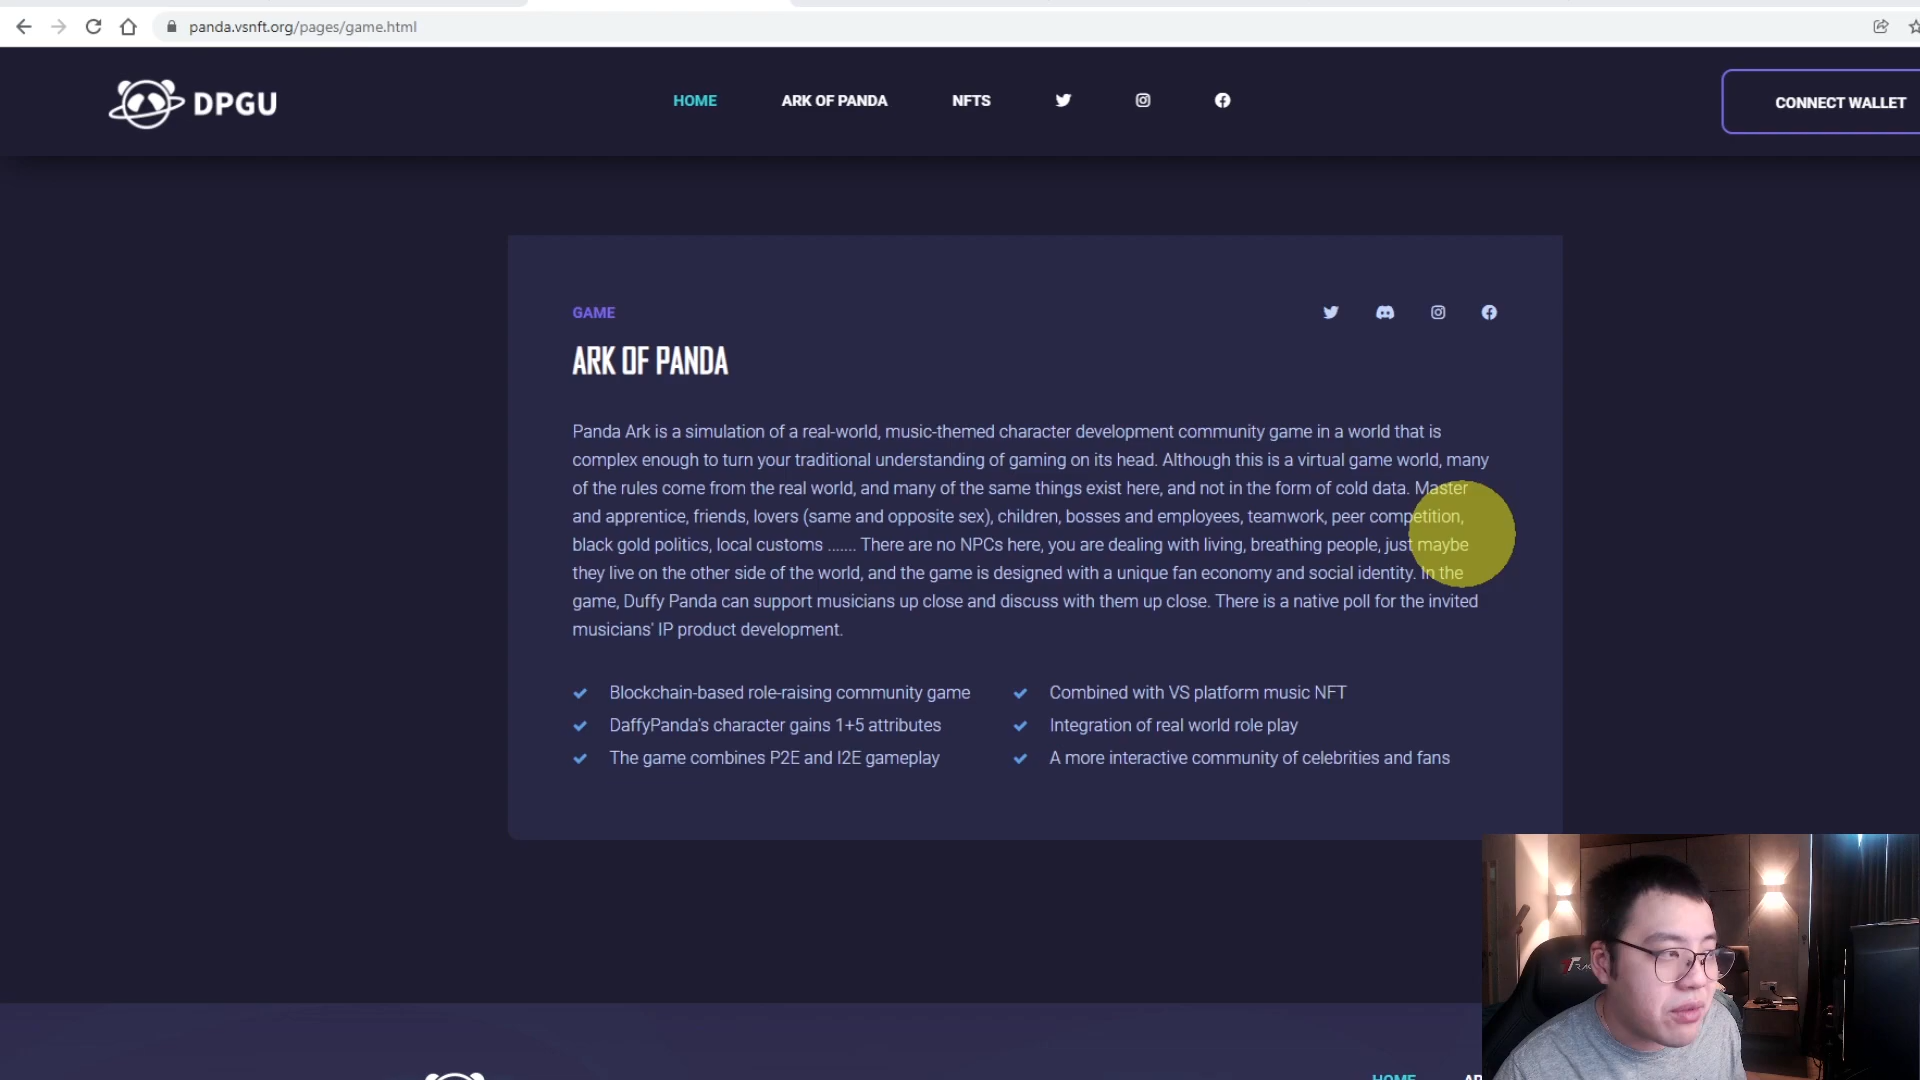 panda.vsnft.org/pages/game.html
DPGU
HOME
ARK OF PANDA
NFTS
CONNECT WALLET
GAME
ARK OF PANDA
Panda Ark is a simulation of a real-world, music-themed character development community game in a world that is
complex enough to turn your traditional understanding of gaming on its head. Although this is a virtual game world, many
of the rules come from the real world, and many of the same things exist here, and not in the form of cold data. Master
and apprentice, friends, lovers (same and opposite sex), children, bosses and employees, teamwork, peer competition,
black gold politics, local customs ....... There are no NPCs here, you are dealing with living, breathing people, just maybe
they live on the other side of the world, and the game is designed with a unique fan economy and social identity. In the
game, Duffy Panda can support musicians up close and discuss with them up close. There is a native poll for the invited
musicians' IP product development.
Blockchain-based role-raising community game
Combined with VS platform music NFT
DaffyPanda's character gains 1+5 attributes
Integration of real world role play
The game combines P2E and I2E gameplay
A more interactive community of celebrities and fans
HOME